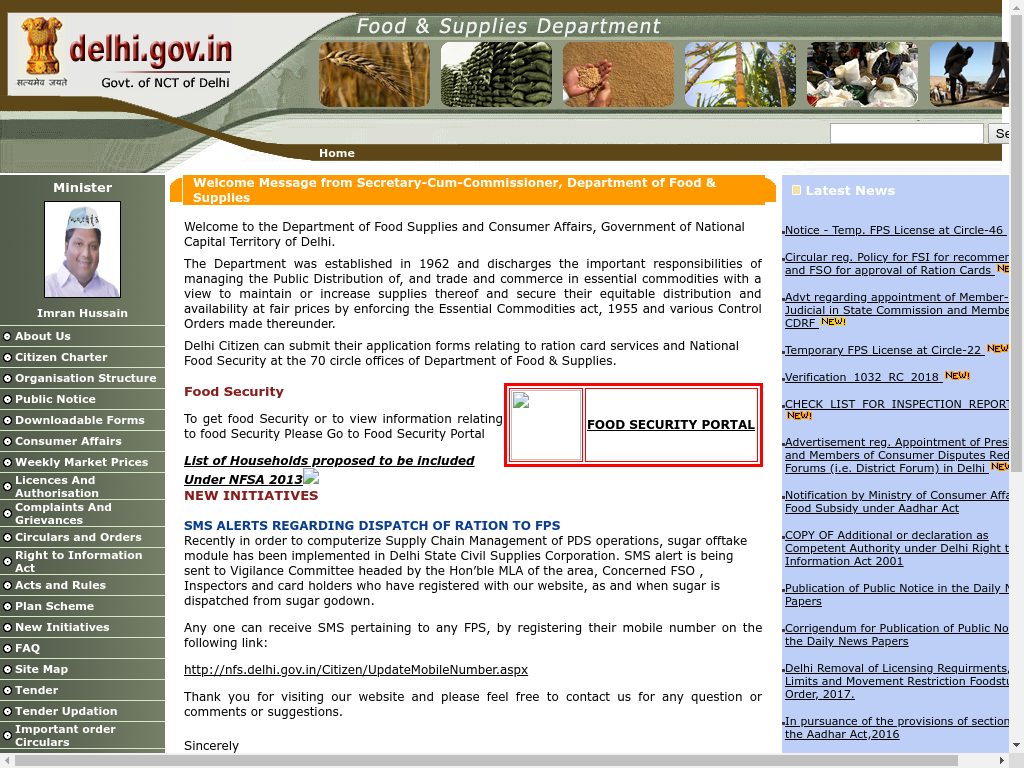 Food & Supplies Department
delhi.gov.in
सत्यमेव जयते
Govt. of NCT of Delhi
Home
Minister
Imran Hussain
About Us
Citizen Charter
Organisation Structure
Public Notice
Downloadable Forms
Consumer Affairs
Weekly Market Prices
Licences And
Authorisation
Complaints And
Grievances
Circulars and Orders
Right to Information
Act
Acts and Rules
Plan Scheme
New Initiatives
FAQ
Site Map
Tender
Tender Updation
Important order
Circulars
Welcome Message from Secretary-Cum-Commissioner, Department of Food &
Supplies
Welcome to the Department of Food Supplies and Consumer Affairs, Government of National
Capital Territory of Delhi.
The Department was established in 1962 and discharges the important responsibilities of
managing the Public Distribution of, and trade and commerce in essential commodities with a
view to maintain or increase supplies thereof and secure their equitable distribution and
availability at fair prices by enforcing the Essential Commodities act, 1955 and various Control
Orders made thereunder.
Delhi Citizen can submit their application forms relating to ration card services and National
Food Security at the 70 circle offices of Department of Food & Supplies.
Food Security
To get food Security or to view information relating
to food Security Please Go to Food Security Portal
FOOD SECURITY PORTAL
List of Households proposed to be included
Under NFSA 2013
NEW INITIATIVES
SMS ALERTS REGARDING DISPATCH OF RATION TO FPS
Recently in order to computerize Supply Chain Management of PDS operations, sugar offtake
module has been implemented in Delhi State Civil Supplies Corporation. SMS alert is being
sent to Vigilance Committee headed by the Hon’ble MLA of the area, Concerned FSO ,
Inspectors and card holders who have registered with our website, as and when sugar is
dispatched from sugar godown.
Any one can receive SMS pertaining to any FPS, by registering their mobile number on the
following link:
http://nfs.delhi.gov.in/Citizen/UpdateMobileNumber.aspx
Thank you for visiting our website and please feel free to contact us for any question or
comments or suggestions.
Sincerely
Se
Latest News
Notice - Temp. FPS License at Circle-46
Circular reg. Policy for FSI for recommer
and FSO for approval of Ration Cards NE
Advt regarding appointment of Member-
Judicial in State Commission and Membe
CDRF NEW!
Temporary FPS License at Circle-22 NEW
Verification 1032 RC 2018 NEW!
CHECK LIST FOR INSPECTION REPORT
NEW!
Advertisement reg. Appointment of Presi
and Members of Consumer Disputes Red
Forums (i.e. District Forum) in Delhi NEW
Notification by Ministry of Consumer Affa
Food Subsidy under Aadhar Act
COPY OF Additional or declaration as
Competent Authority under Delhi Right t
Information Act 2001
Publication of Public Notice in the Daily N
Papers
Corrigendum for Publication of Public No
the Daily News Papers
Delhi Removal of Licensing Requirments,
Limits and Movement Restriction Foodstu
Order, 2017.
In pursuance of the provisions of section
the Aadhar Act,2016